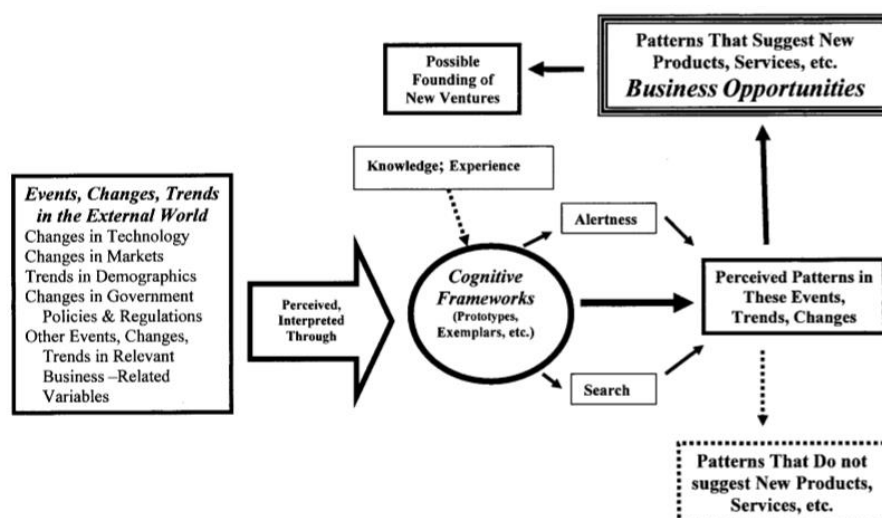 Patterns That Suggest New
Products, Services, etc.
Business Opportunities
Possible
Founding of
New Ventures
Knowledge; Experience
Events, Changes, Trends
in the External World
Changes in Technology
Changes in Markets
Trends in Demographics
Changes in Government
Policies & Regulations
Other Events, Changes,
Trends in Relevant
Business –Related
Variables
Perceived,
Interpreted
Through
Cognitive
Frameworks
(Prototypes,
Exemplars, etc.)
Alertness
Search
Perceived Patterns in
These Events,
Trends, Changes
Patterns That Do not
suggest New Products,
Services, etc.